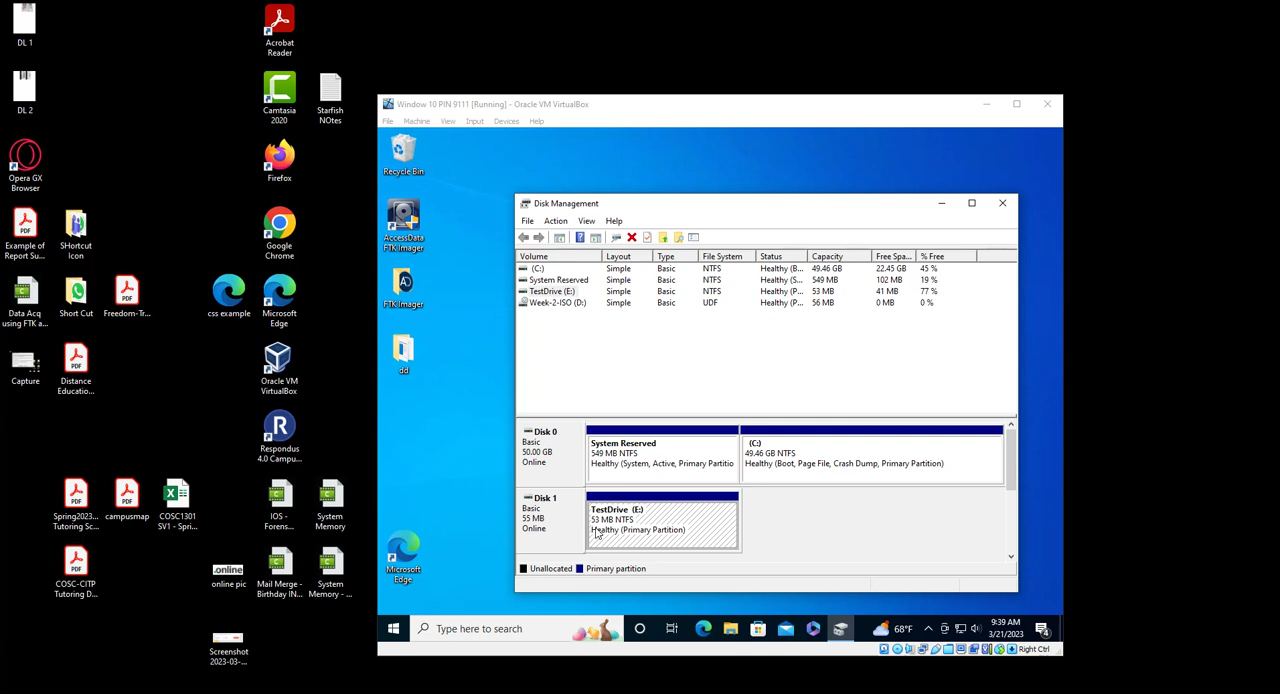 DL 1
Acrobat
Reader
DL 2
Camtasia
2020
Starfish
NOtes
Opera GX
Browser
Firefox
Example of
Report Su...
SHortcut
Icon
Google
Chrome
Data Acq
using FTK a...
Short Cut
Freedom-Tr...
css example
Microsoft
Edge
Capture
Distance
Educatio...
Oracle VM
VirtualBox
Respondus
4.0 Campu...
Spring2023...
Tutoring Sc...
campusmap
COSC1301
SV1 - Spri...
IOS -
Forens...
System
Memory
COSC-CITP
Tutoring D...
.online
online pic
Mail Merge -
Birthday IN...
System
Memory - ...
Screenshot
2023-03-...
Window 10 PIN 9111 [Running] - Oracle VM VirtualBox
File Machine View Input Devices Help
Recycle Bin
AccessData
FTK Imager
FTK Imager
dd
Microsoft
Edge
Disk Management
File Action View Help
Volume Layout Type File System Status Capacity Free Spa... % Free
(C:) Simple Basic NTFS Healthy (B... 49.46 GB 22.45 GB 45 %
System Reserved Simple Basic NTFS Healthy (S... 549 MB 102 MB 19 %
TestDrive (E:) Simple Basic NTFS Healthy (P... 53 MB 41 MB 77 %
Week-2-ISO (D:) Simple Basic UDF Healthy (P... 56 MB 0 MB 0 %
Disk 0
Basic
50.00 GB
Online
System Reserved
549 MB NTFS
Healthy (System, Active, Primary Partitio
(C:)
49.46 GB NTFS
Healthy (Boot, Page File, Crash Dump, Primary Partition)
Disk 1
Basic
55 MB
Online
TestDrive (E:)
53 MB NTFS
Healthy (Primary Partition)
Unallocated Primary partition
Type here to search
68°F
9:39 AM
3/21/2023
4
Right Ctrl